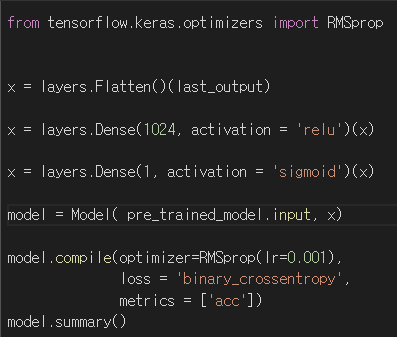 from tensorflow.keras.optimizers import RMSprop
x = layers.Flatten()(last_output)
x = layers.Dense(1024, activation = 'relu')(x)
x = layers.Dense(1, activation = 'sigmoid')(x)
model = Model( pre_trained_model.input, x)
model.compile(optimizer=RMSprop(lr=0.001),
loss = 'binary_crossentropy',
metrics = ['acc'])
model.summary()